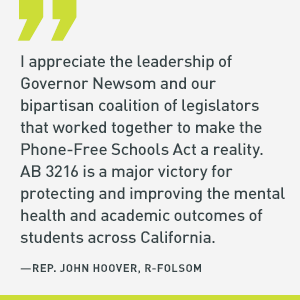 I appreciate the leadership of
Governor Newsom and our
bipartisan coalition of legislators
that worked together to make the
Phone-Free Schools Act a reality.
AB 3216 is a major victory for
protecting and improving the mental
health and academic outcomes of
students across California.
—REP. JOHN HOOVER, R-FOLSOM